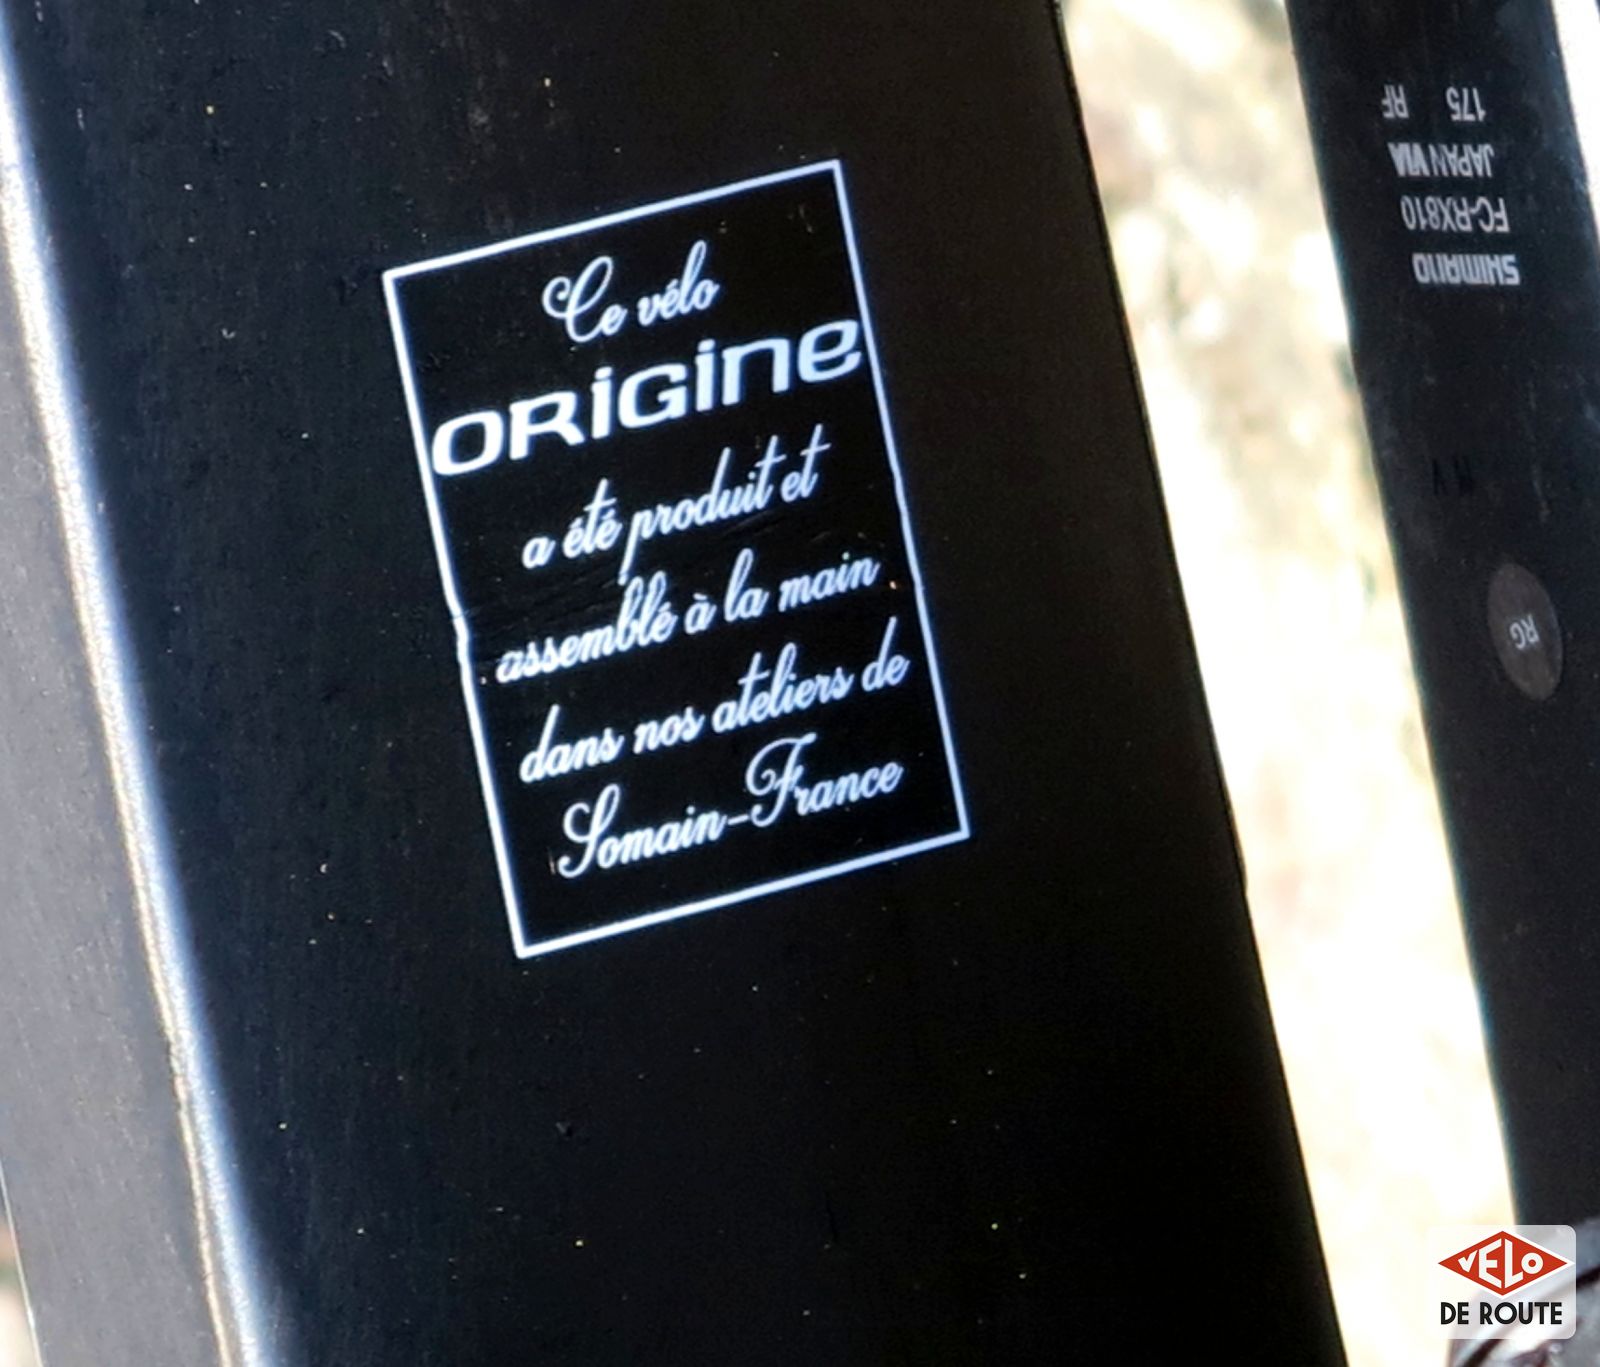 Ce vélo
ORiGine
a été produit et
assemblé à la main
dans nos ateliers de
Somain-France
SHIMANO
FC-RX810
JAPAN VIA
175 RF
RG
VELO
DE ROUTE